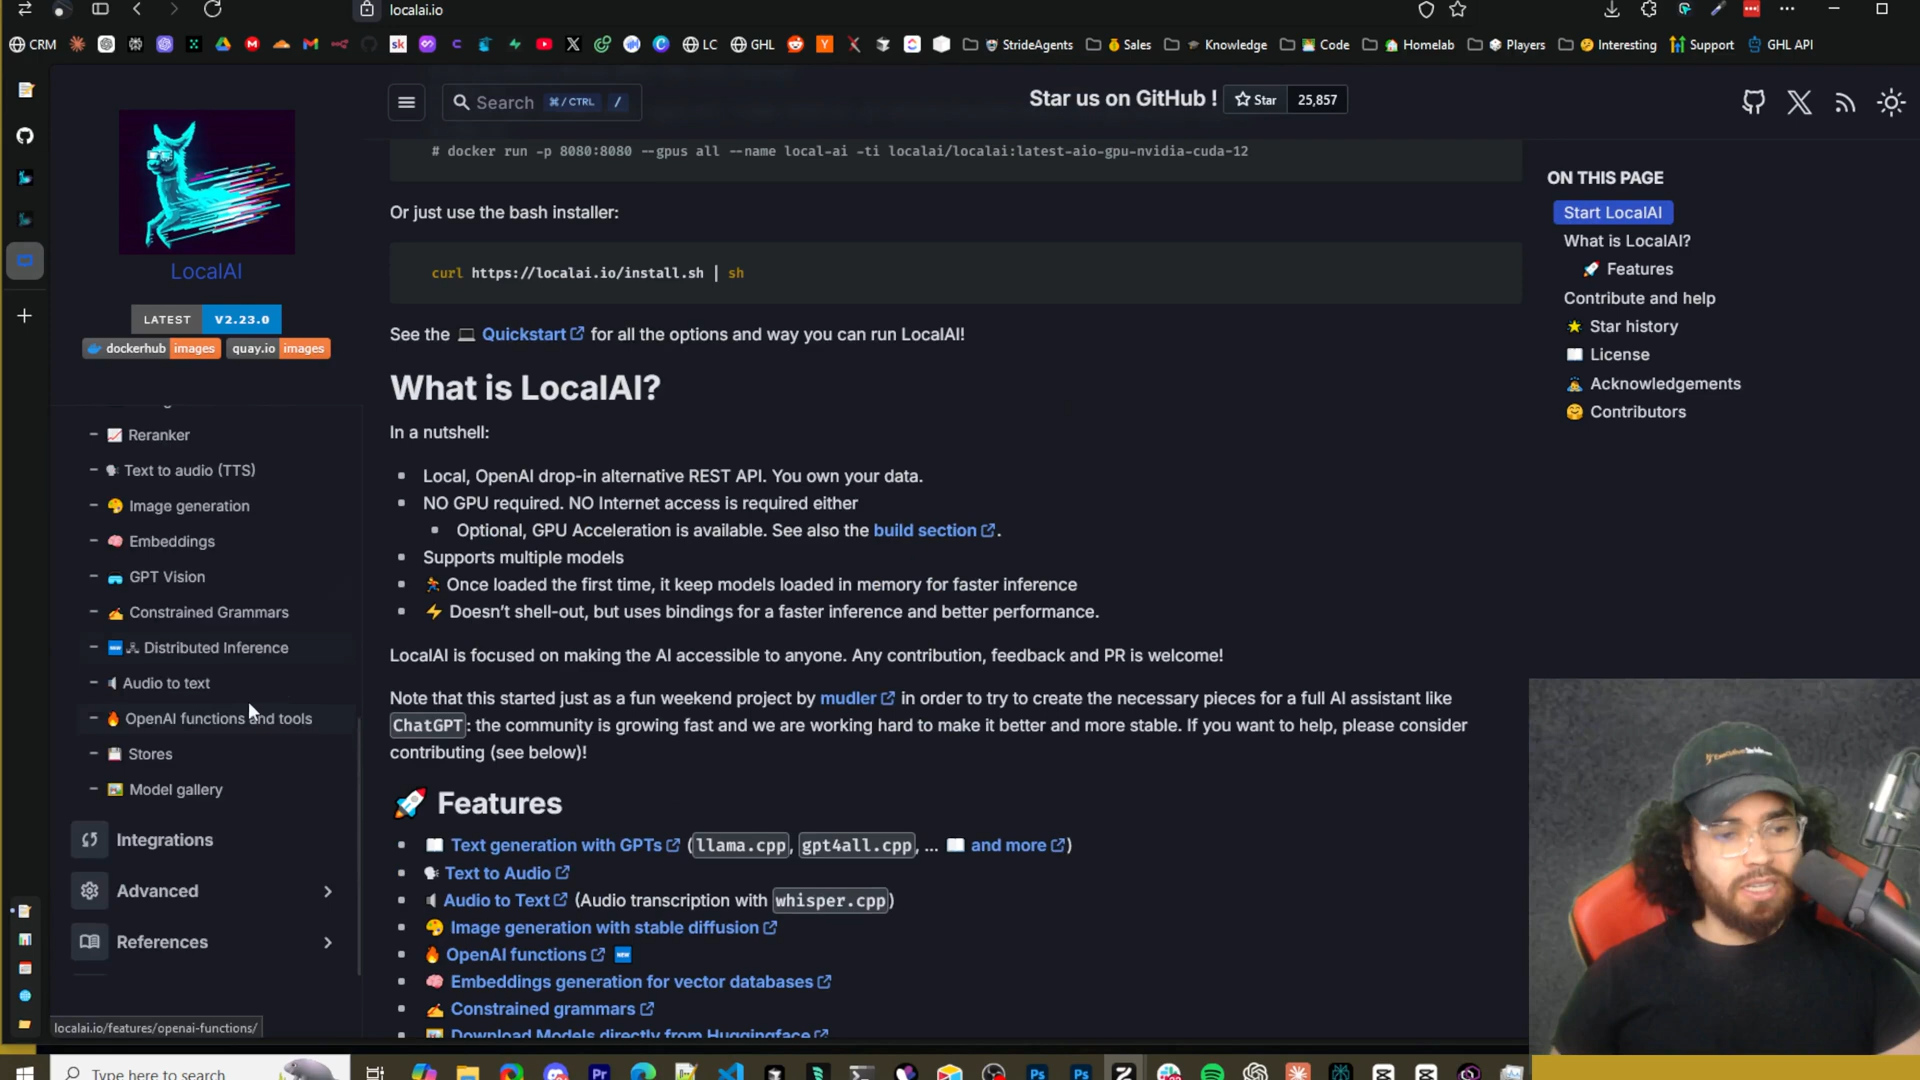 localai.io
CRM
LC
GHL
StrideAgents
Sales
Knowledge
Code
Homelab
Players
Interesting
Support
GHL API
LocalAI
LATEST V2.23.0
dockerhub images
quay.io images
Reranker
Text to audio (TTS)
Image generation
Embeddings
GPT Vision
Constrained Grammars
Distributed Inference
Audio to text
OpenAI functions and tools
Stores
Model gallery
Integrations
Advanced
References
localai.io/features/openai-functions/
Search ⌘/CTRL /
Star us on GitHub !
Star 25,857
# docker run -p 8080:8080 --gpus all --name local-ai -ti localai/localai:latest-aio-gpu-nvidia-cuda-12
Or just use the bash installer:
curl https://localai.io/install.sh | sh
See the 💻 Quickstart for all the options and way you can run LocalAI!
What is LocalAI?
In a nutshell:
Local, OpenAI drop-in alternative REST API. You own your data.
NO GPU required. NO Internet access is required either
Optional, GPU Acceleration is available. See also the build section.
Supports multiple models
🏃 Once loaded the first time, it keep models loaded in memory for faster inference
⚡ Doesn't shell-out, but uses bindings for a faster inference and better performance.
LocalAI is focused on making the AI accessible to anyone. Any contribution, feedback and PR is welcome!
Note that this started just as a fun weekend project by mudler in order to try to create the necessary pieces for a full AI assistant like
ChatGPT: the community is growing fast and we are working hard to make it better and more stable. If you want to help, please consider
contributing (see below)!
🚀 Features
📖 Text generation with GPTs (llama.cpp, gpt4all.cpp, ... 📖 and more)
🗣 Text to Audio
🔈 Audio to Text (Audio transcription with whisper.cpp)
🎨 Image generation with stable diffusion
🔥 OpenAI functions 🆕
🧠 Embeddings generation for vector databases
✍️ Constrained grammars
🖼️ Download Models directly from Huggingface
ON THIS PAGE
Start LocalAI
What is LocalAI?
🚀 Features
Contribute and help
🌟 Star history
📖 License
🙇 Acknowledgements
🤗 Contributors
Type here to search